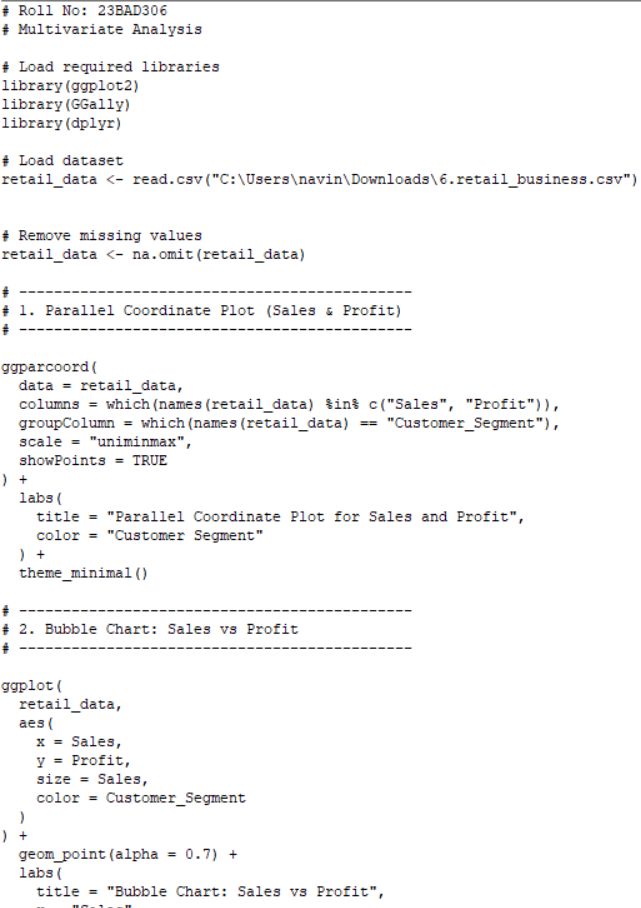 # Roll No: 23BAD306
# Multivariate Analysis
# Load required libraries
library(ggplot2)
library(GGally)
library(dplyr)
# Load dataset
retail_data <- read.csv("C:\Users\navin\Downloads\6.retail_business.csv")
# Remove missing values
retail_data <- na.omit(retail_data)
# ---------------------------------------------
# 1. Parallel Coordinate Plot (Sales & Profit)
# ---------------------------------------------
ggparcoord(
  data = retail_data,
  columns = which(names(retail_data) %in% c("Sales", "Profit")),
  groupColumn = which(names(retail_data) == "Customer_Segment"),
  scale = "uniminmax",
  showPoints = TRUE
) +
  labs(
    title = "Parallel Coordinate Plot for Sales and Profit",
    color = "Customer Segment"
  ) +
  theme_minimal()
# ---------------------------------------------
# 2. Bubble Chart: Sales vs Profit
# ---------------------------------------------
ggplot(
  retail_data,
  aes(
    x = Sales,
    y = Profit,
    size = Sales,
    color = Customer_Segment
  )
) +
  geom_point(alpha = 0.7) +
  labs(
    title = "Bubble Chart: Sales vs Profit",